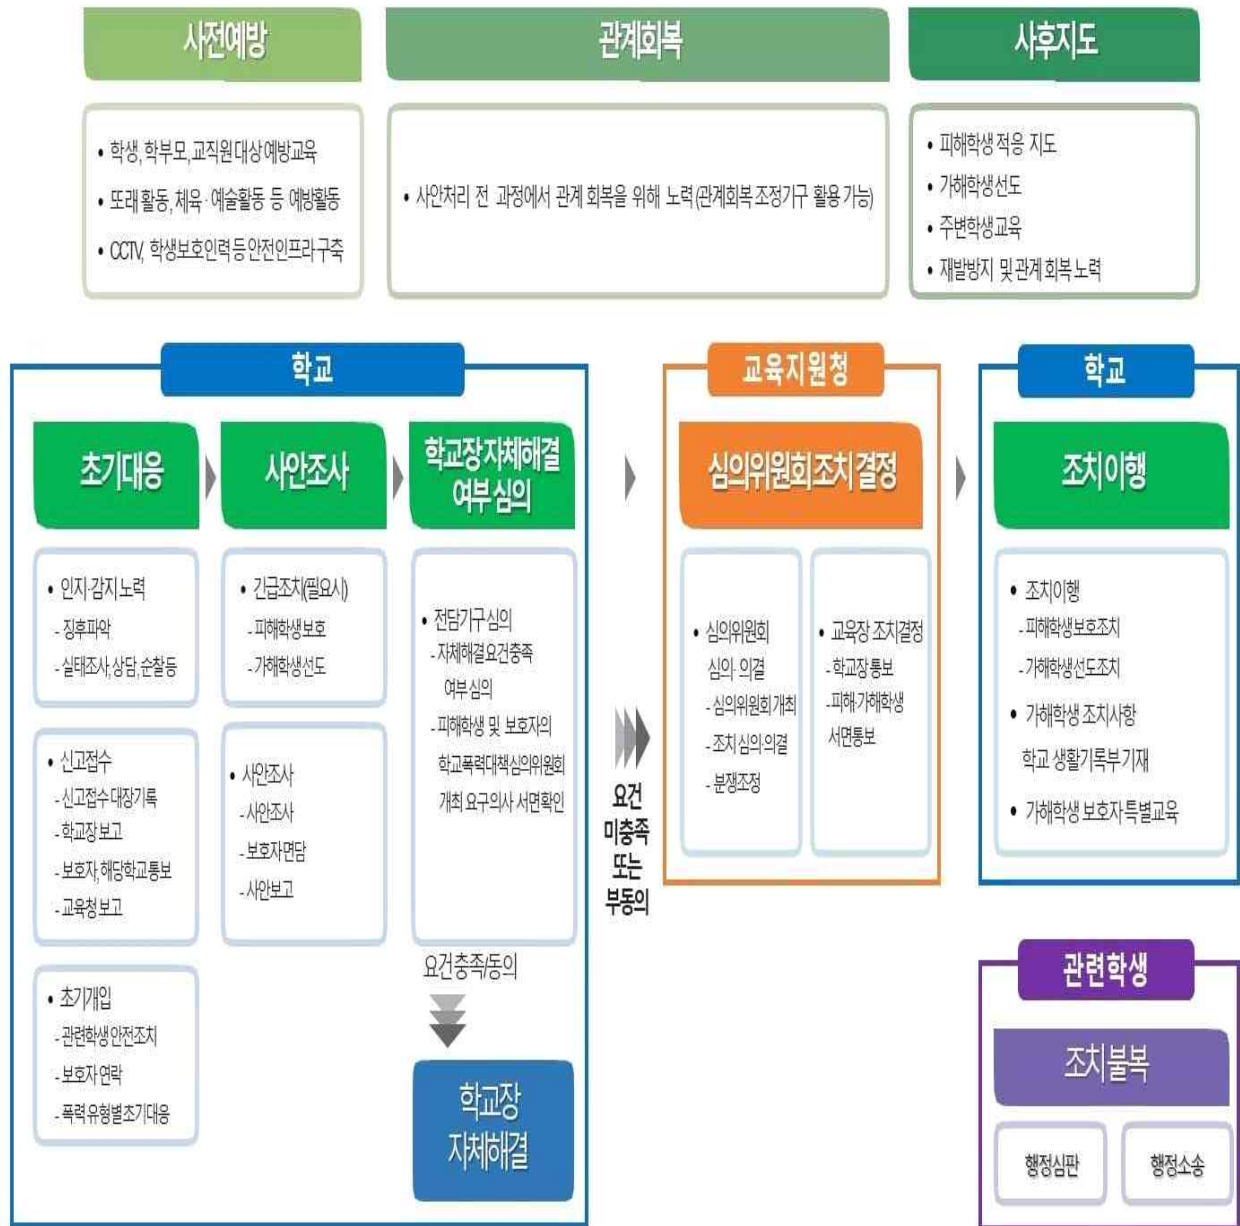 사전예방
관계회복
사후지도
• 학생, 학부모, 교직원 대상 예방교육
• 또래 활동, 체육·예술활동 등 예방활동
• CCTV, 학생보호인력 등 안전인프라 구축
• 사안처리 전 과정에서 관계 회복을 위해 노력(관계회복 조정기구 활용 가능)
• 피해학생 적응 지도
• 가해학생 선도
• 주변학생 교육
• 재발방지 및 관계 회복 노력
학교
초기대응
• 인지·감지 노력
- 징후파악
- 실태조사, 상담, 순찰 등
• 신고접수
- 신고접수 대장기록
- 학교장 보고
- 보호자, 해당학교 통보
- 교육청 보고
• 초기개입
- 관련학생 안전조치
- 보호자 연락
- 폭력 유형별 초기대응
사안조사
• 긴급조치(필요시)
- 피해학생 보호
- 가해학생 선도
• 사안조사
- 사안조사
- 보호자 면담
- 사안보고
학교장 자체해결
여부 심의
• 전담기구 심의
- 자체해결 요건충족
여부 심의
- 피해학생 및 보호자의
학교폭력대책심의위원회
개최 요구의사 서면확인
요건충족/동의
학교장
자체해결
요건
미충족
또는
부동의
교육지원청
심의위원회 조치 결정
• 심의위원회
심의·의결
- 심의위원회 개최
- 조치 심의·의결
- 분쟁조정
• 교육장 조치결정
- 학교장 통보
- 피해·가해학생
서면통보
학교
조치 이행
• 조치이행
- 피해학생 보호조치
- 가해학생 선도조치
• 가해학생 조치사항
학교 생활기록부 기재
• 가해학생 보호자 특별교육
관련학생
조치 불복
행정심판
행정소송